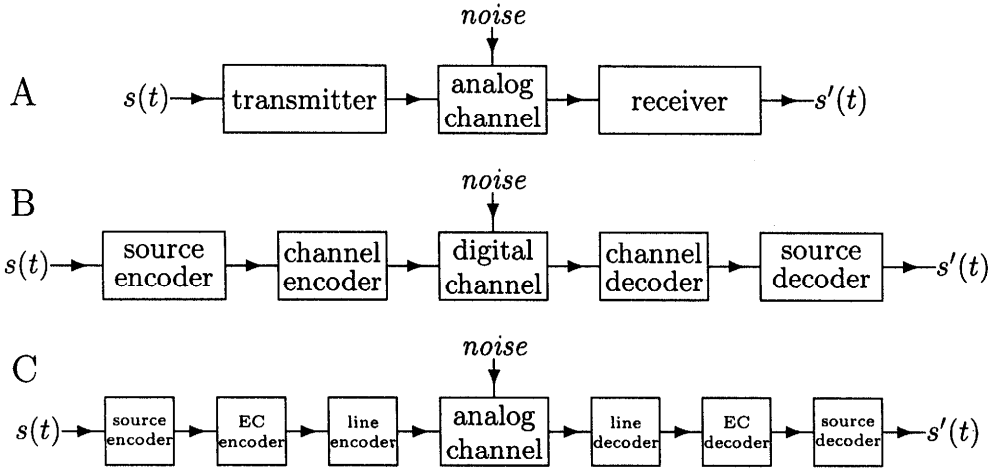 noise
A
s(t)
transmitter
analog
channel
receiver
s′(t)
noise
B
s(t)
source
encoder
channel
encoder
digital
channel
channel
decoder
source
decoder
s′(t)
noise
C
s(t)
source
encoder
EC
encoder
line
encoder
analog
channel
line
decoder
EC
decoder
source
decoder
s′(t)